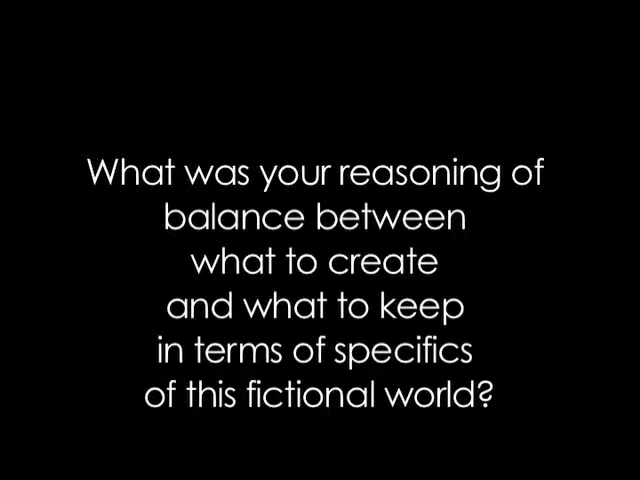 What was your reasoning of
balance between
what to create
and what to keep
in terms of specifics
of this fictional world?